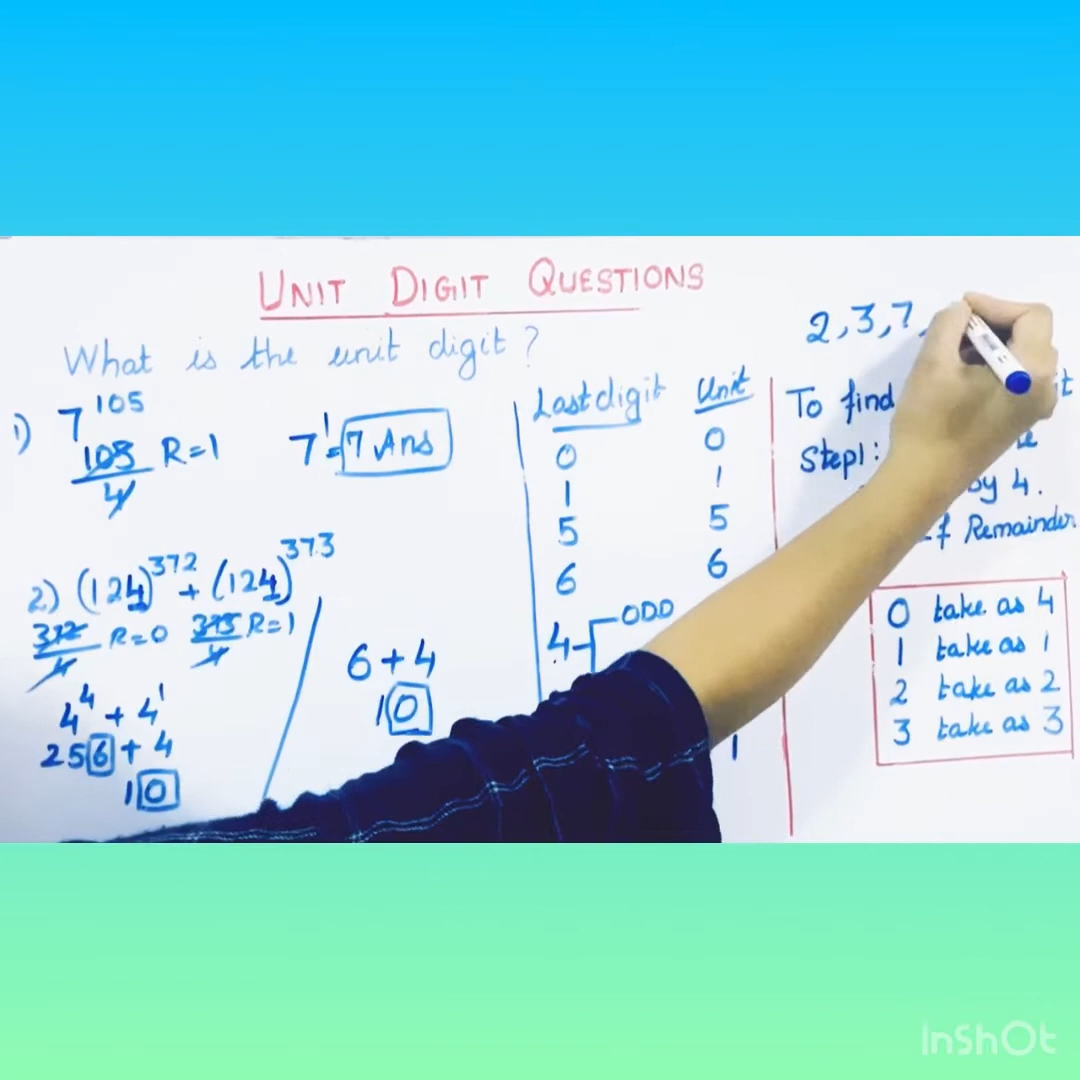 UNIT DIGIT QUESTIONS
What is the unit digit?
1) 7^105
105/4 R=1
7^1=7 Ans
2) (124)^372 + (124)^373
372/4 R=0 373/4 R=1
4^4 + 4^1
256 + 4
10
6+4
10
Last digit Unit
0 0
1 1
5 5
6 6
4 ODD
1
2,3,7,
To find
Step1:
by 4.
Remainder
0 take as 4
1 take as 1
2 take as 2
3 take as 3
InShOt